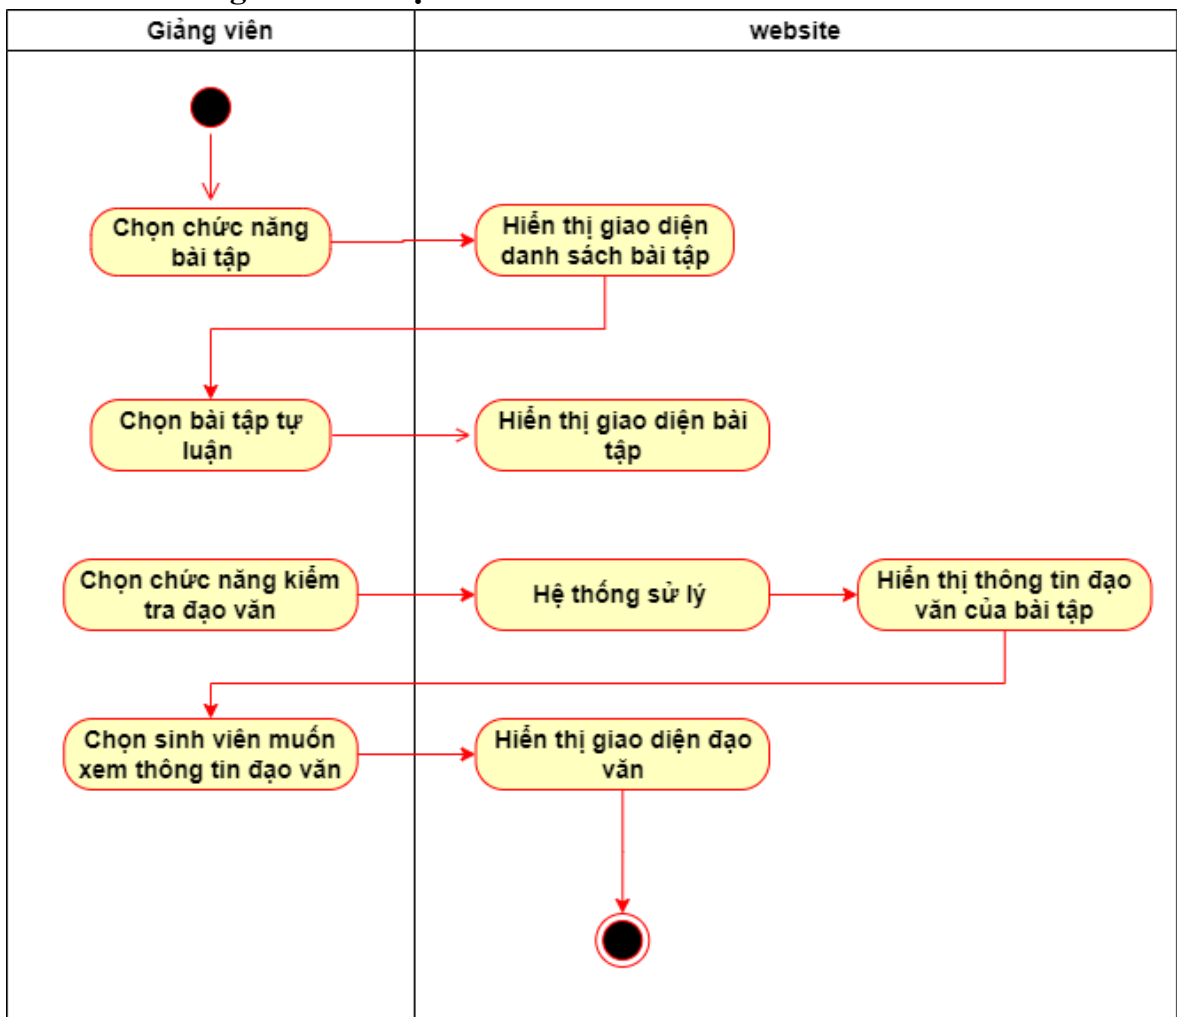 Giảng viên
website
Chọn chức năng
bài tập
Hiển thị giao diện
danh sách bài tập
Chọn bài tập tự
luận
Hiển thị giao diện bài
tập
Chọn chức năng kiểm
tra đạo văn
Hệ thống sử lý
Hiển thị thông tin đạo
văn của bài tập
Chọn sinh viên muốn
xem thông tin đạo văn
Hiển thị giao diện đạo
văn